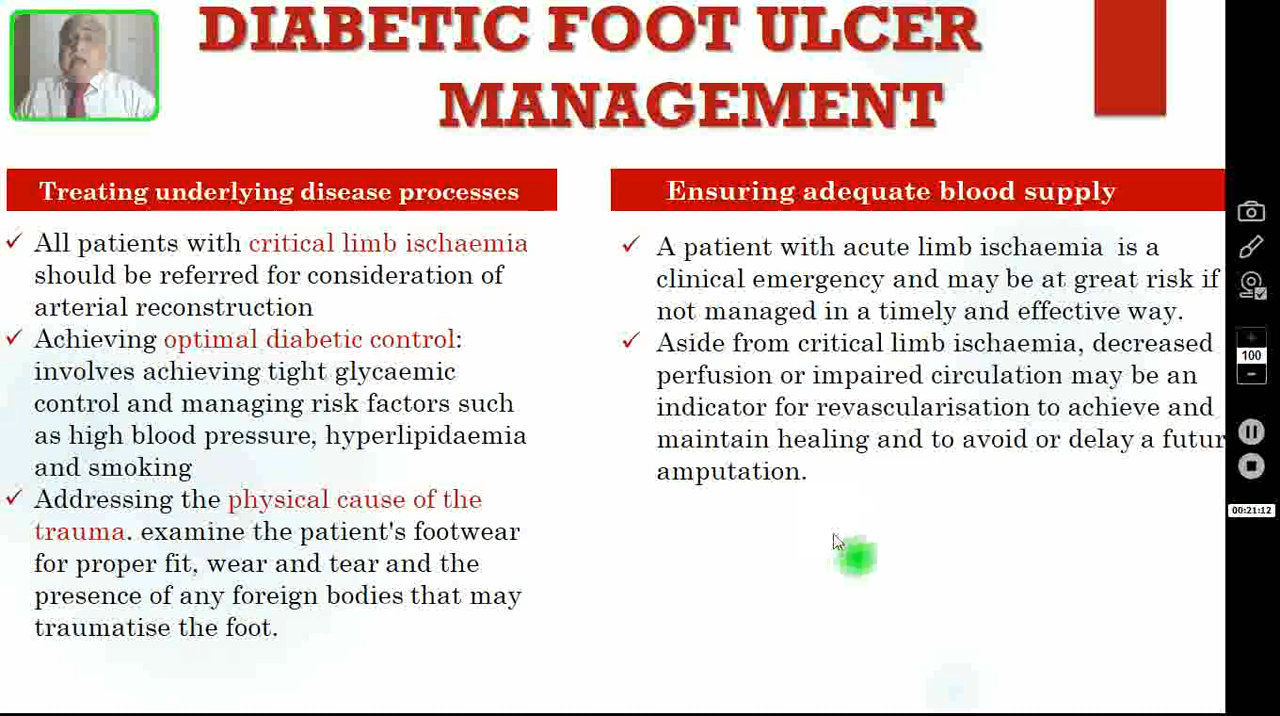 DIABETIC FOOT ULCER
MANAGEMENT
Treating underlying disease processes
All patients with critical limb ischaemia
should be referred for consideration of
arterial reconstruction
Achieving optimal diabetic control:
involves achieving tight glycaemic
control and managing risk factors such
as high blood pressure, hyperlipidaemia
and smoking
Addressing the physical cause of the
trauma. examine the patient's footwear
for proper fit, wear and tear and the
presence of any foreign bodies that may
traumatise the foot.
Ensuring adequate blood supply
A patient with acute limb ischaemia is a
clinical emergency and may be at great risk if
not managed in a timely and effective way.
Aside from critical limb ischaemia, decreased
perfusion or impaired circulation may be an
indicator for revascularisation to achieve and
maintain healing and to avoid or delay a futur
amputation.
100
00:21:12